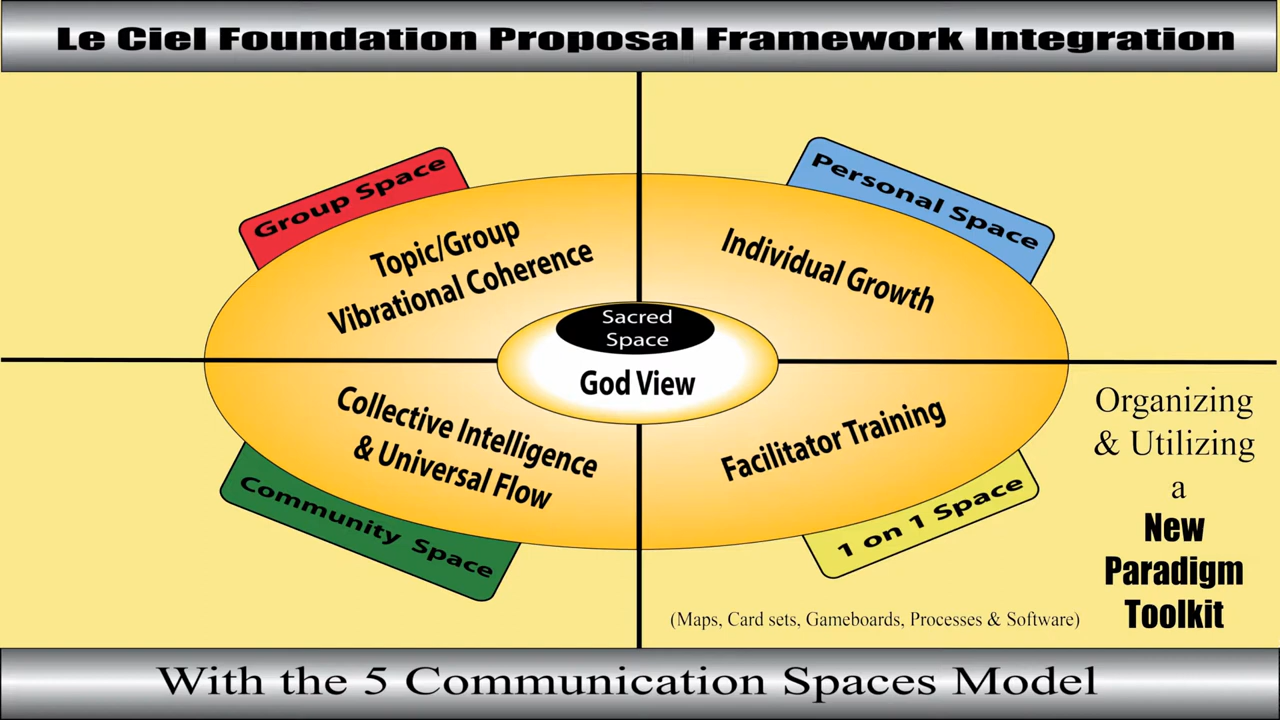 Le Ciel Foundation Proposal Framework Integration
Group Space
Topic/Group
Vibrational Coherence
Personal Space
Individual Growth
Sacred
Space
God View
Community Space
Collective Intelligence
& Universal Flow
Facilitator Training
1 on 1 Space
Organizing
& Utilizing
a
New
Paradigm
Toolkit
(Maps, Card sets, Gameboards, Processes & Software)
With the 5 Communication Spaces Model